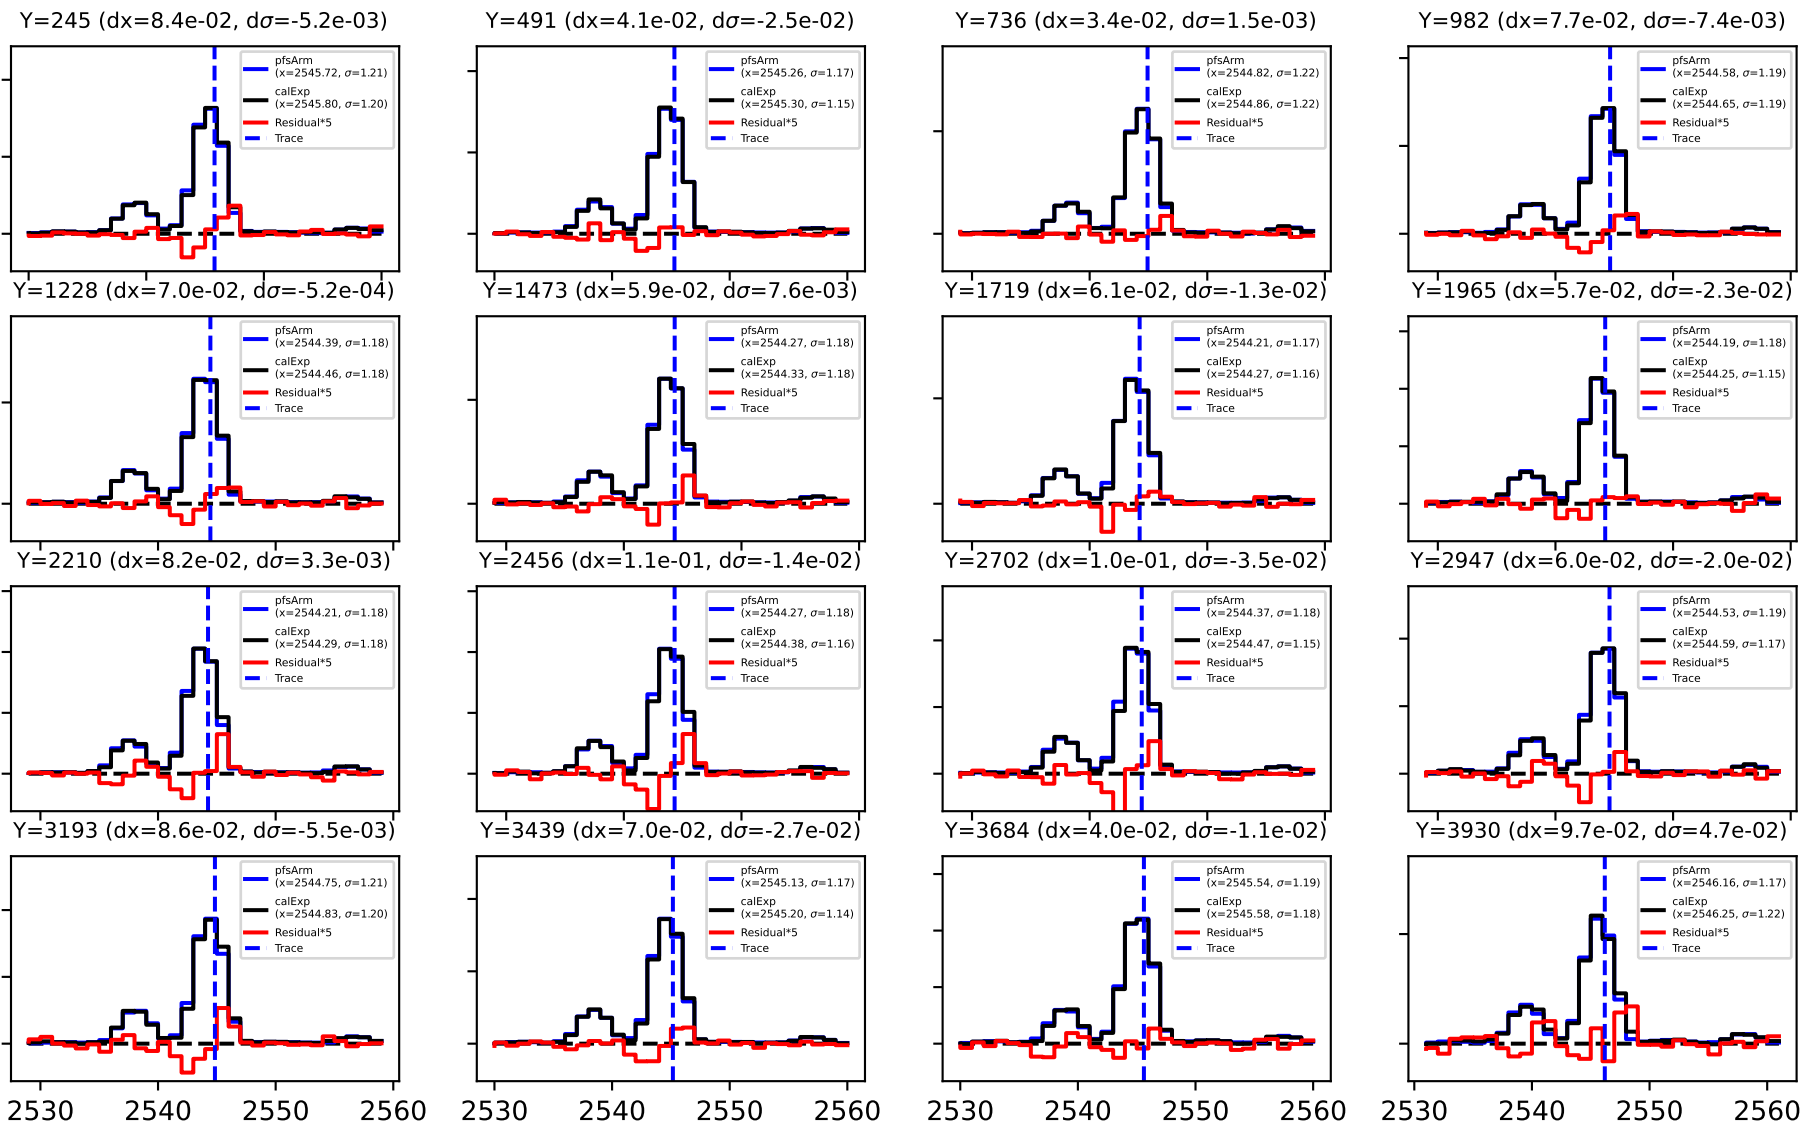 Y=245 (dx=8.4e-02, dσ=-5.2e-03)
pfsArm
(x=2545.72, σ=1.21)
calExp
(x=2545.80, σ=1.20)
Residual*5
Trace
Y=491 (dx=4.1e-02, dσ=-2.5e-02)
pfsArm
(x=2545.26, σ=1.17)
calExp
(x=2545.30, σ=1.15)
Residual*5
Trace
Y=736 (dx=3.4e-02, dσ=1.5e-03)
pfsArm
(x=2544.82, σ=1.22)
calExp
(x=2544.86, σ=1.22)
Residual*5
Trace
Y=982 (dx=7.7e-02, dσ=-7.4e-03)
pfsArm
(x=2544.58, σ=1.19)
calExp
(x=2544.65, σ=1.19)
Residual*5
Trace
Y=1228 (dx=7.0e-02, dσ=-5.2e-04)
pfsArm
(x=2544.39, σ=1.18)
calExp
(x=2544.46, σ=1.18)
Residual*5
Trace
Y=1473 (dx=5.9e-02, dσ=7.6e-03)
pfsArm
(x=2544.27, σ=1.18)
calExp
(x=2544.33, σ=1.18)
Residual*5
Trace
Y=1719 (dx=6.1e-02, dσ=-1.3e-02)
pfsArm
(x=2544.21, σ=1.17)
calExp
(x=2544.27, σ=1.16)
Residual*5
Trace
Y=1965 (dx=5.7e-02, dσ=-2.3e-02)
pfsArm
(x=2544.19, σ=1.18)
calExp
(x=2544.25, σ=1.15)
Residual*5
Trace
Y=2210 (dx=8.2e-02, dσ=3.3e-03)
pfsArm
(x=2544.21, σ=1.18)
calExp
(x=2544.29, σ=1.18)
Residual*5
Trace
Y=2456 (dx=1.1e-01, dσ=-1.4e-02)
pfsArm
(x=2544.27, σ=1.18)
calExp
(x=2544.38, σ=1.16)
Residual*5
Trace
Y=2702 (dx=1.0e-01, dσ=-3.5e-02)
pfsArm
(x=2544.37, σ=1.18)
calExp
(x=2544.47, σ=1.15)
Residual*5
Trace
Y=2947 (dx=6.0e-02, dσ=-2.0e-02)
pfsArm
(x=2544.53, σ=1.19)
calExp
(x=2544.59, σ=1.17)
Residual*5
Trace
Y=3193 (dx=8.6e-02, dσ=-5.5e-03)
pfsArm
(x=2544.75, σ=1.21)
calExp
(x=2544.83, σ=1.20)
Residual*5
Trace
Y=3439 (dx=7.0e-02, dσ=-2.7e-02)
pfsArm
(x=2545.13, σ=1.17)
calExp
(x=2545.20, σ=1.14)
Residual*5
Trace
Y=3684 (dx=4.0e-02, dσ=-1.1e-02)
pfsArm
(x=2545.54, σ=1.19)
calExp
(x=2545.58, σ=1.18)
Residual*5
Trace
Y=3930 (dx=9.7e-02, dσ=4.7e-02)
pfsArm
(x=2546.16, σ=1.17)
calExp
(x=2546.25, σ=1.22)
Residual*5
Trace
2530 2540 2550 2560
2530 2540 2550 2560
2530 2540 2550 2560
2530 2540 2550 2560